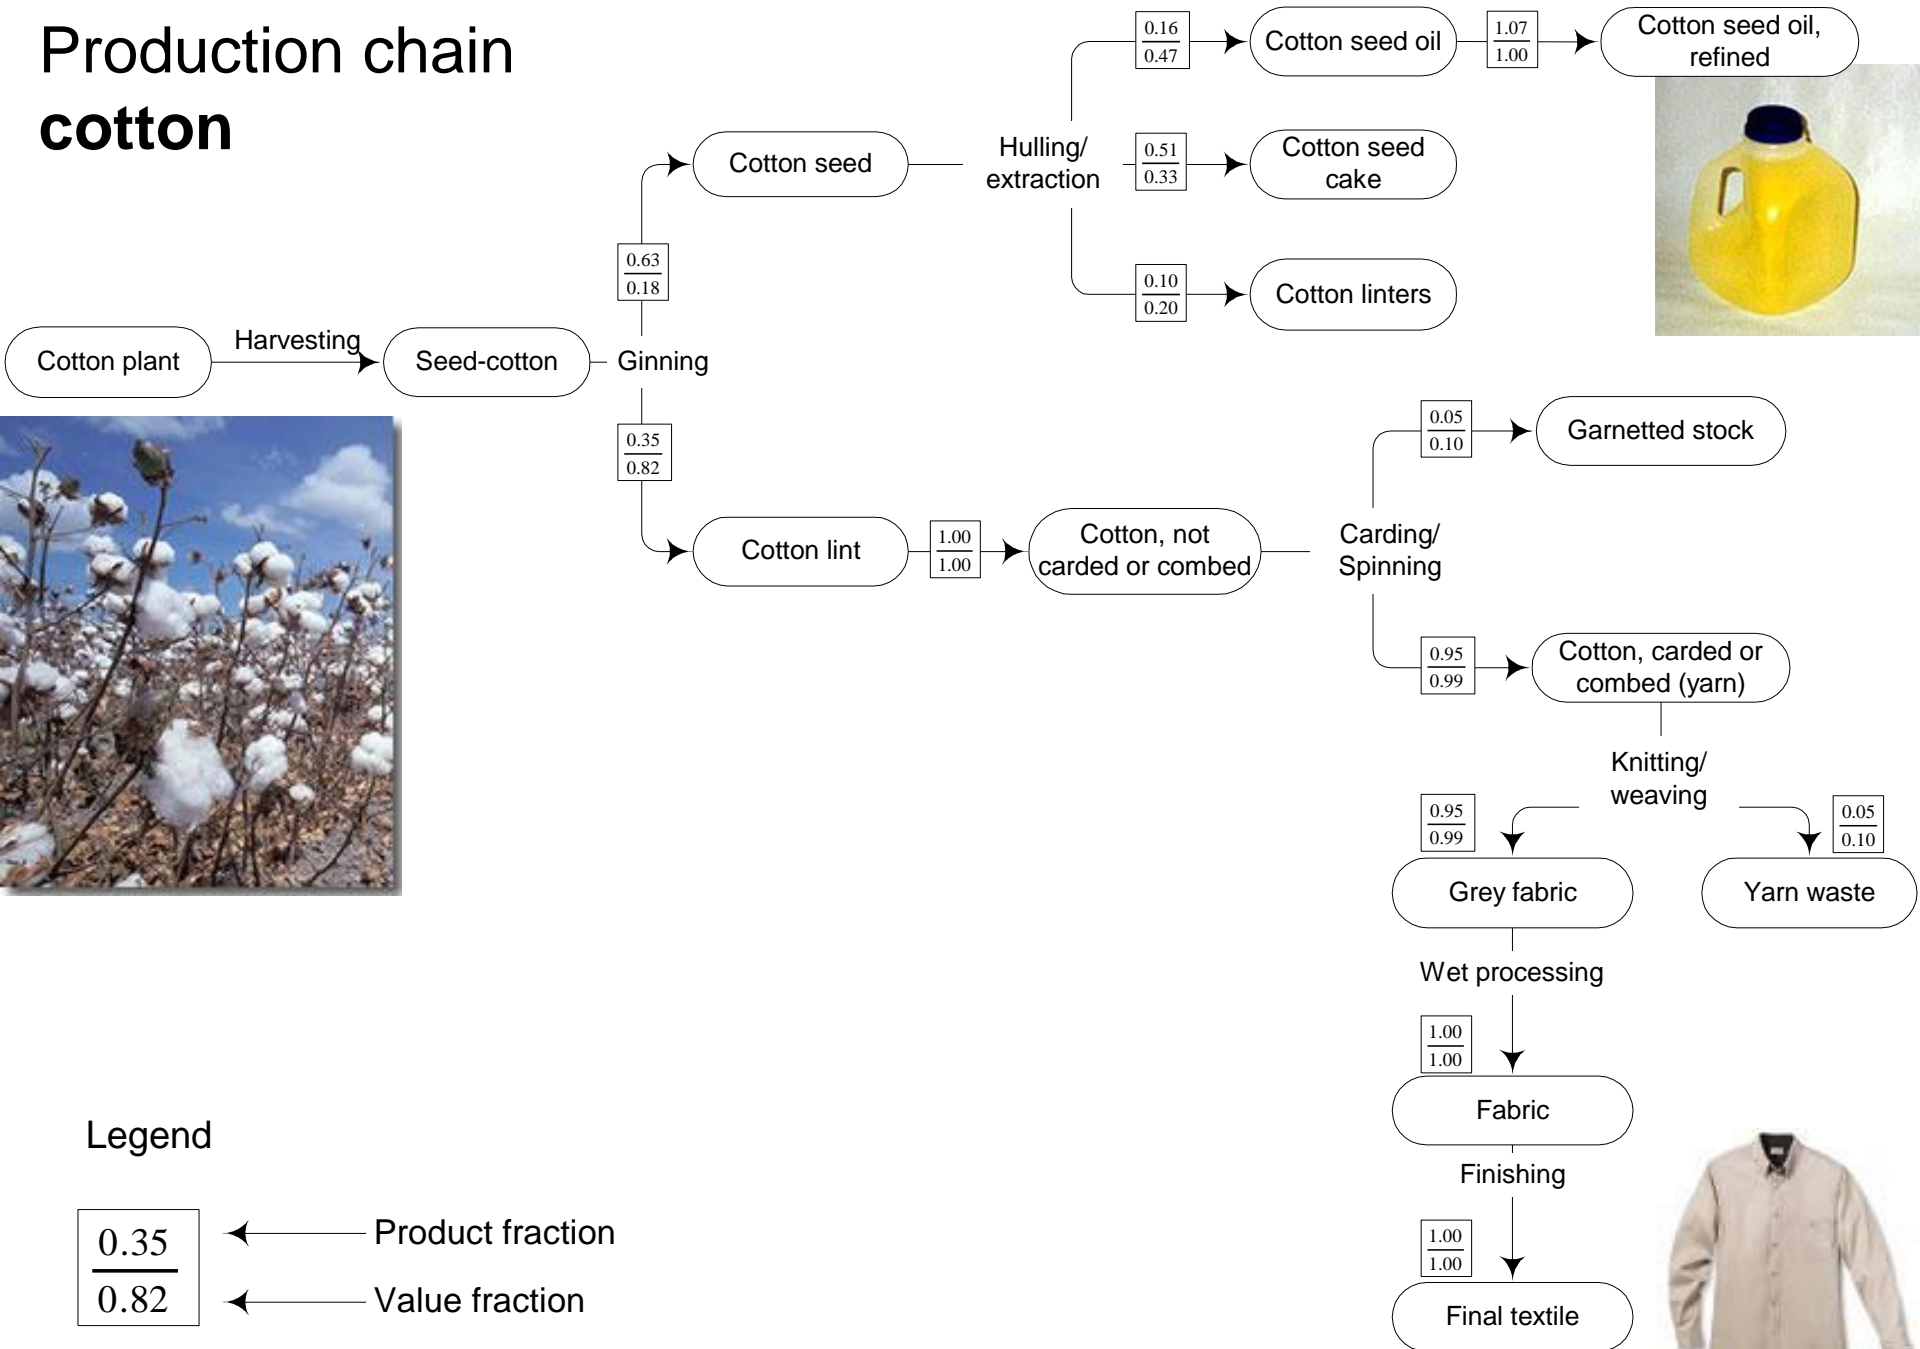 Production chain
cotton
0.16
0.47
Cotton seed oil
1.07
1.00
Cotton seed oil,
refined
Cotton seed
Hulling/
extraction
0.51
0.33
Cotton seed
cake
0.63
0.18
0.10
0.20
Cotton linters
Cotton plant
Harvesting
Seed-cotton
Ginning
0.35
0.82
0.05
0.10
Garnetted stock
Cotton lint
1.00
1.00
Cotton, not
carded or combed
Carding/
Spinning
0.95
0.99
Cotton, carded or
combed (yarn)
Knitting/
weaving
0.95
0.99
0.05
0.10
Grey fabric
Yarn waste
Wet processing
1.00
1.00
Fabric
Finishing
1.00
1.00
Final textile
Legend
0.35
0.82
Product fraction
Value fraction